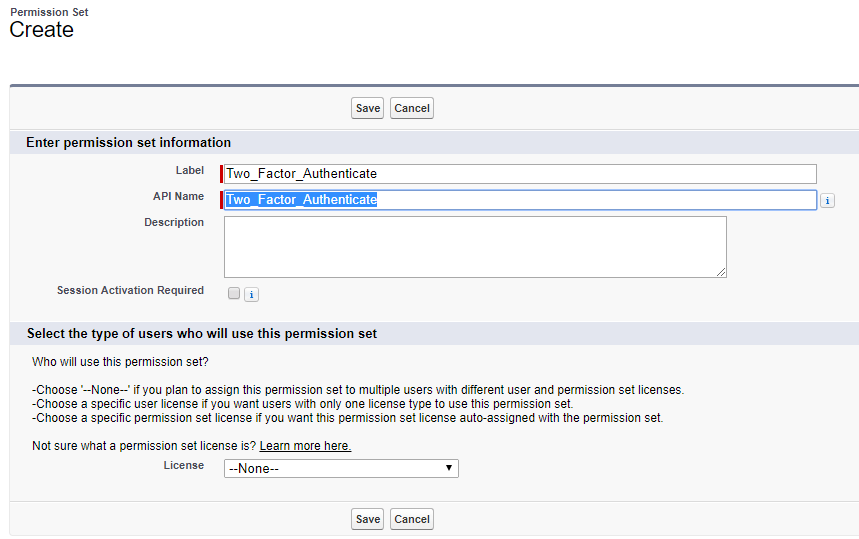 Permission Set
Create
Save Cancel
Enter permission set information
Label Two_Factor_Authenticate
API Name Two_Factor_Authenticate i
Description
Session Activation Required i
Select the type of users who will use this permission set
Who will use this permission set?
-Choose '--None--' if you plan to assign this permission set to multiple users with different user and permission set licenses.
-Choose a specific user license if you want users with only one license type to use this permission set.
-Choose a specific permission set license if you want this permission set license auto-assigned with the permission set.
Not sure what a permission set license is? Learn more here.
License --None--
Save Cancel